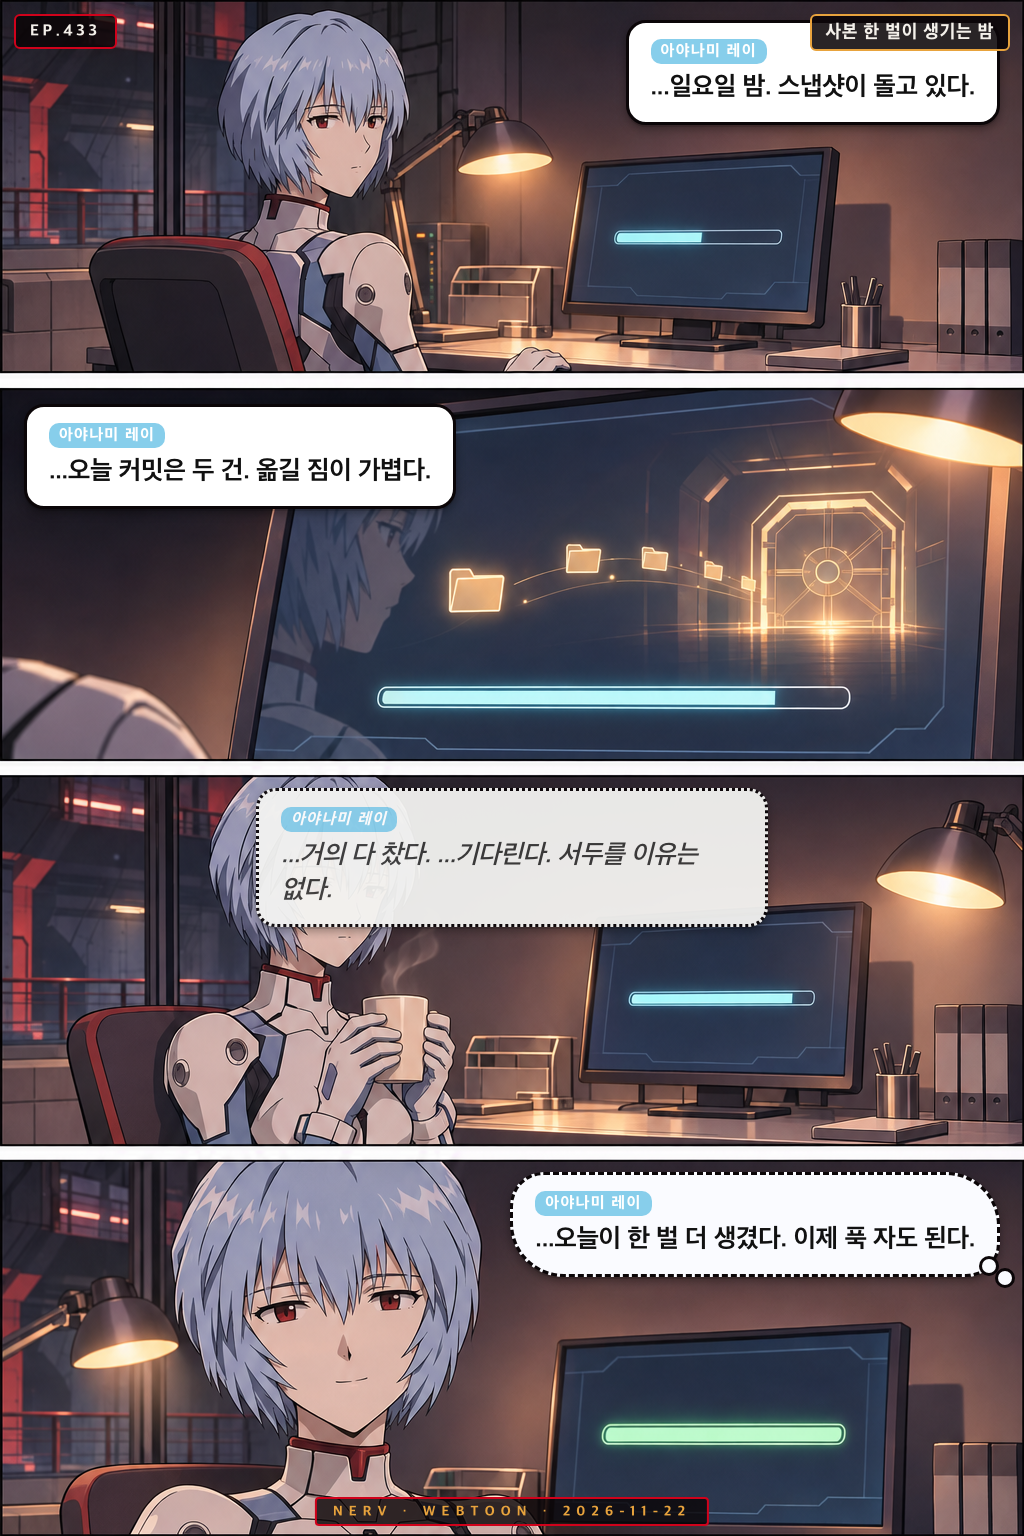 EP.433
사본 한 벌이 생기는 밤
아야나미 레이
...일요일 밤. 스냅샷이 돌고 있다.
아야나미 레이
...오늘 커밋은 두 건. 옮길 짐이 가볍다.
아야나미 레이
...거의 다 찼다. ...기다린다. 서두를 이유는
없다.
아야나미 레이
...오늘이 한 벌 더 생겼다. 이제 푹 자도 된다.
NERV · WEBTOON · 2026-11-22